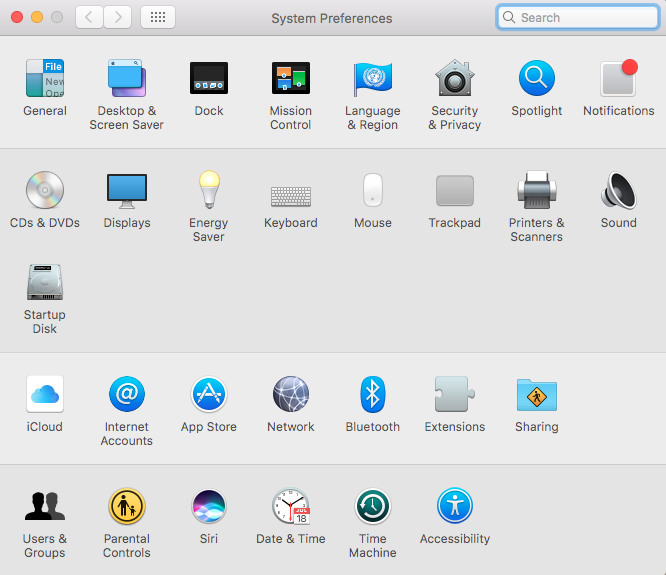 System Preferences
Search
File
New
Ope
General
Desktop &
Screen Saver
Dock
Mission
Control
Language
& Region
Security
& Privacy
Spotlight
Notifications
CDs & DVDs
Displays
Energy
Saver
Keyboard
Mouse
Trackpad
Printers &
Scanners
Sound
Startup
Disk
iCloud
@
Internet
Accounts
App Store
Network
Bluetooth
Extensions
Sharing
JUL
18
Users &
Groups
Parental
Controls
Siri
Date & Time
Time
Machine
Accessibility